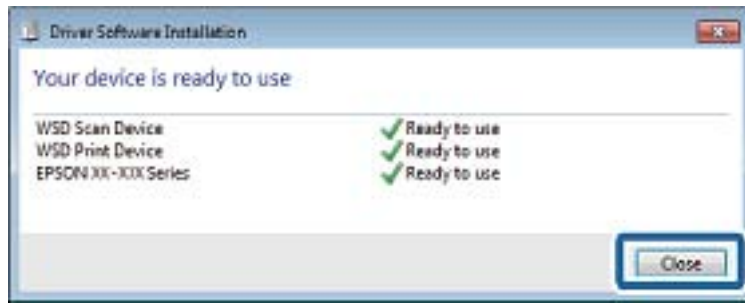 Driver Software Installation
Your device is ready to use
WSD Scan Device Ready to use
WSD Print Device Ready to use
EPSON XX-XXX Series Ready to use
Close